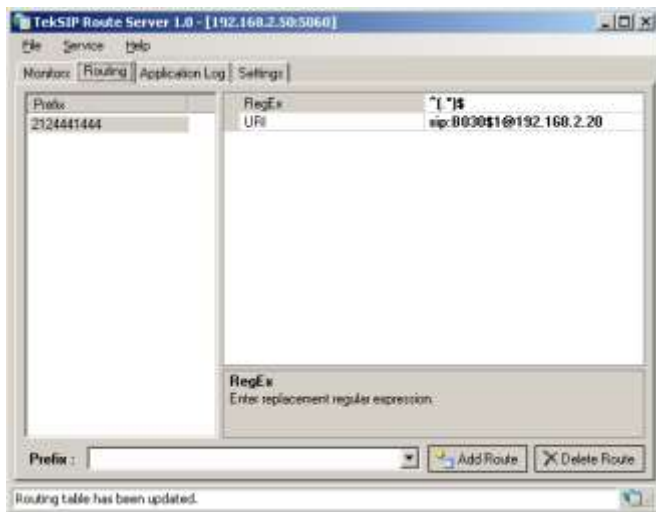 TekSIP Route Server 1.0 - [192.168.2.50:5060]
File Service Help
Monitors Routing Application Log Settings
Prefix
2124441444
RegEx ^(.*)$
URI sip:8030$1@192.168.2.20
RegEx
Enter replacement regular expression.
Prefix : Add Route Delete Route
Routing table has been updated.